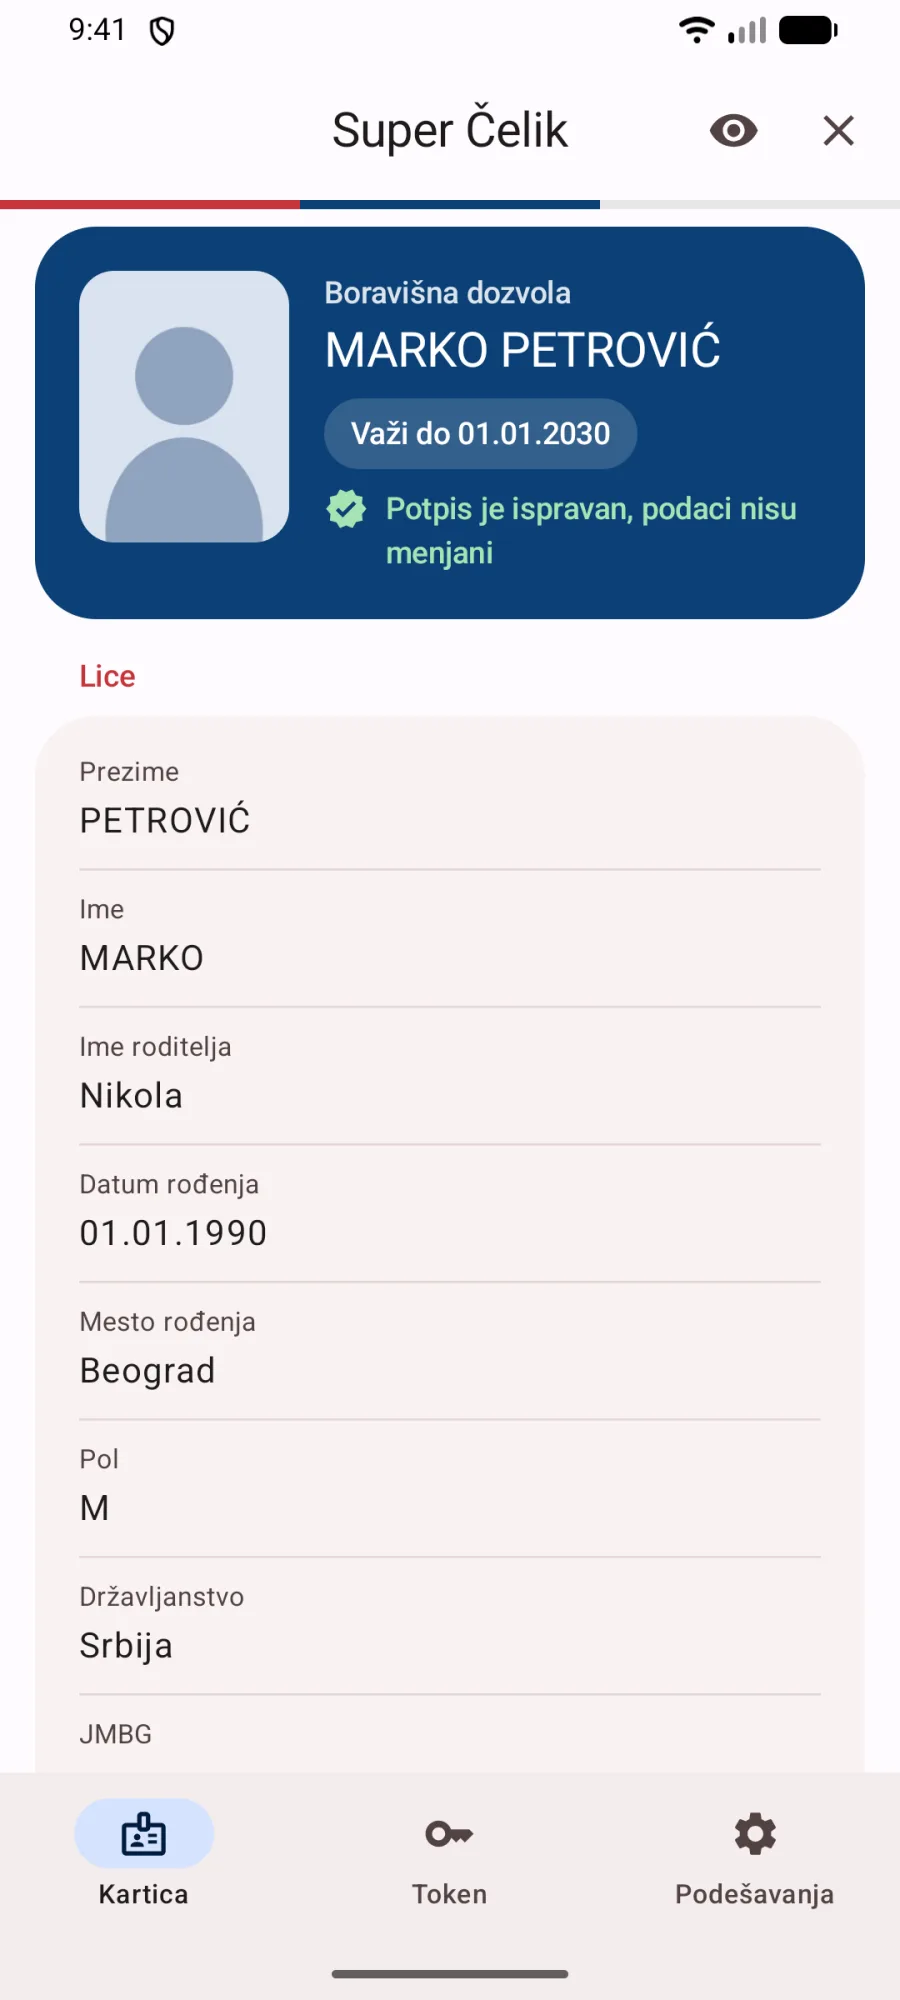 9:41
Super Čelik
Boravišna dozvola
MARKO PETROVIĆ
Važi do 01.01.2030
Potpis je ispravan, podaci nisu
menjani
Lice
Prezime
PETROVIĆ
Ime
MARKO
Ime roditelja
Nikola
Datum rođenja
01.01.1990
Mesto rođenja
Beograd
Pol
M
Državljanstvo
Srbija
JMBG
Kartica
Token
Podešavanja